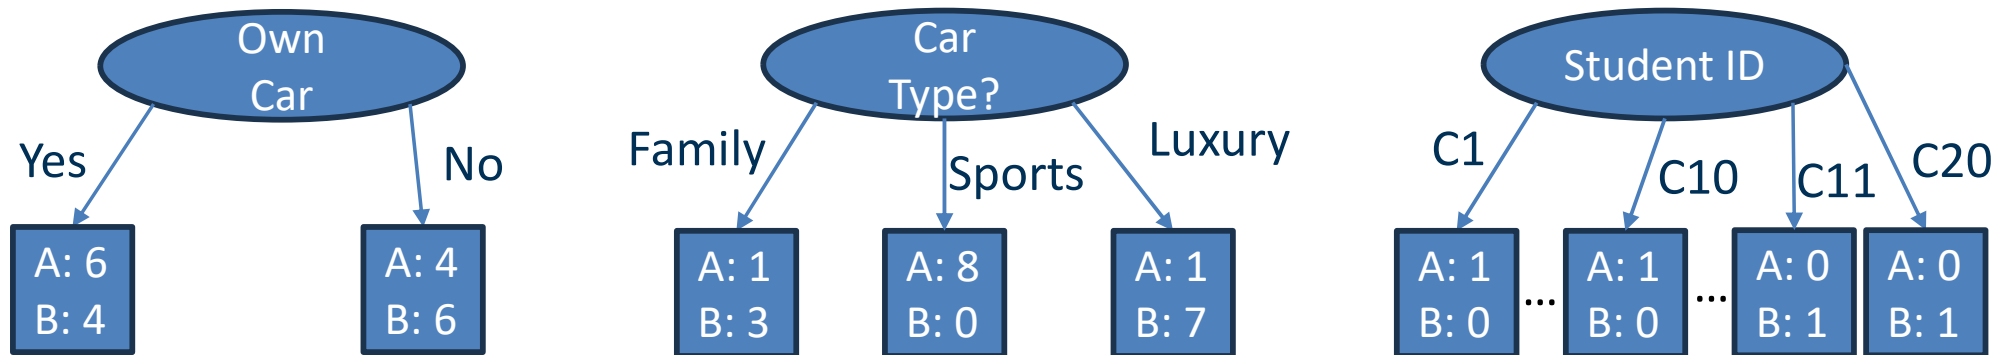 Own
Car
Yes
No
A: 6
B: 4
A: 4
B: 6
Car
Type?
Family
Sports
Luxury
A: 1
B: 3
A: 8
B: 0
A: 1
B: 7
Student ID
C1
C10
C11
C20
A: 1
B: 0
...
A: 1
B: 0
...
A: 0
B: 1
A: 0
B: 1